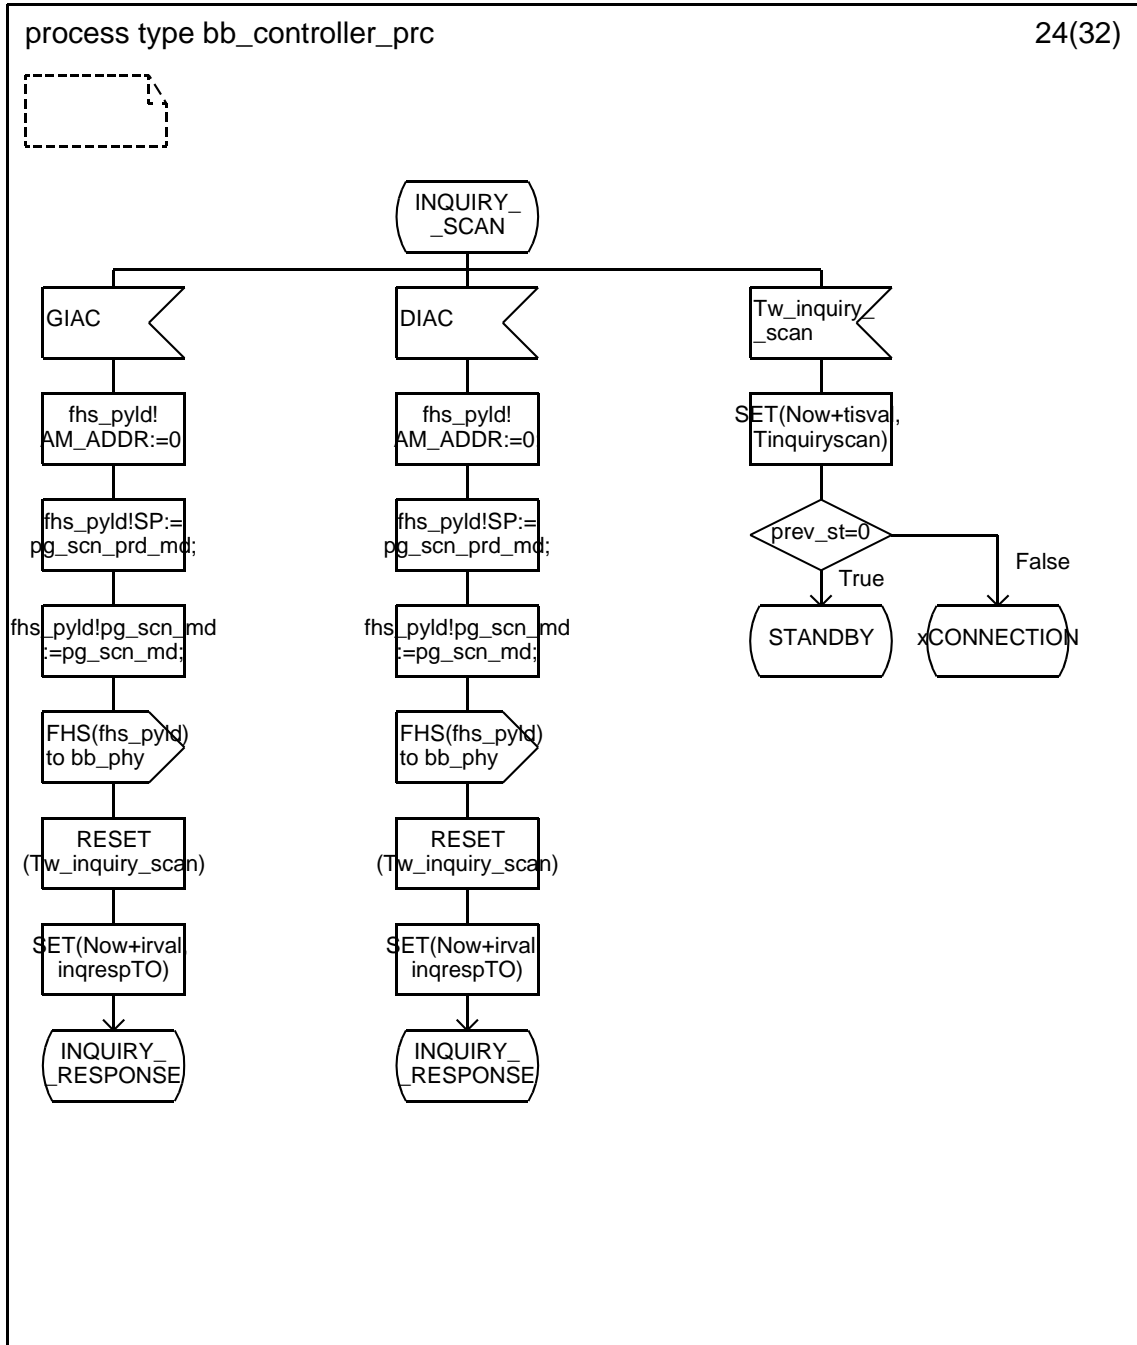 process type bb_controller_prc
24(32)
INQUIRY_
_SCAN
GIAC
fhs_pyld!
AM_ADDR:=0
fhs_pyld!SP:=
pg_scn_prd_md;
fhs_pyld!pg_scn_md
:=pg_scn_md;
FHS(fhs_pyld)
to bb_phy
RESET
(Tw_inquiry_scan)
SET(Now+irval,
inqrespTO)
INQUIRY_
_RESPONSE
DIAC
fhs_pyld!
AM_ADDR:=0
fhs_pyld!SP:=
pg_scn_prd_md;
fhs_pyld!pg_scn_md
:=pg_scn_md;
FHS(fhs_pyld)
to bb_phy
RESET
(Tw_inquiry_scan)
SET(Now+irval,
inqrespTO)
INQUIRY_
_RESPONSE
Tw_inquiry_
_scan
SET(Now+tisval,
Tinquiryscan)
prev_st=0
True
False
STANDBY
xCONNECTION